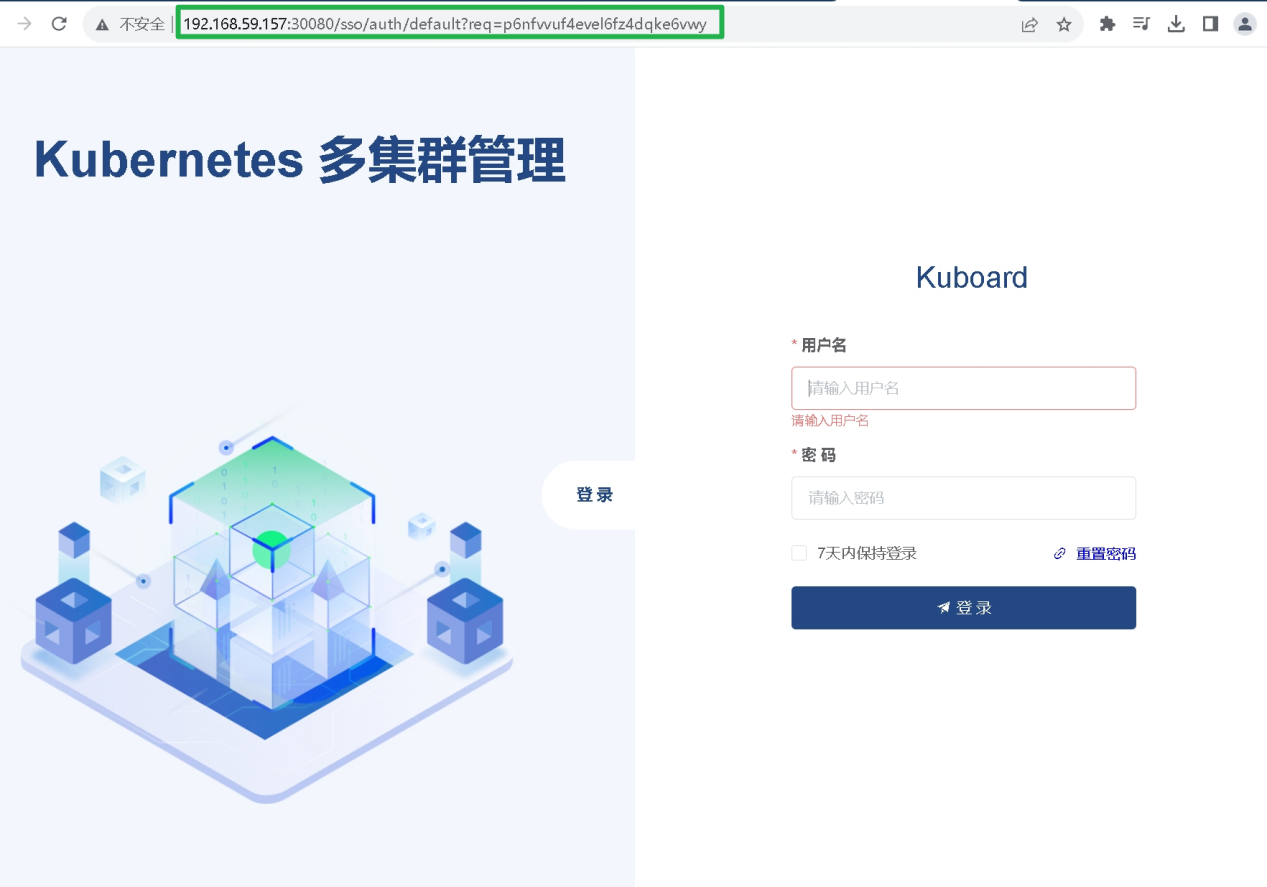 不安全
192.168.59.157:30080/sso/auth/default?req=p6nfvvuf4evel6fz4dqke6vwy
Kubernetes 多集群管理
登 录
Kuboard
* 用户名
请输入用户名
请输入用户名
* 密 码
请输入密码
7天内保持登录
重置密码
登 录